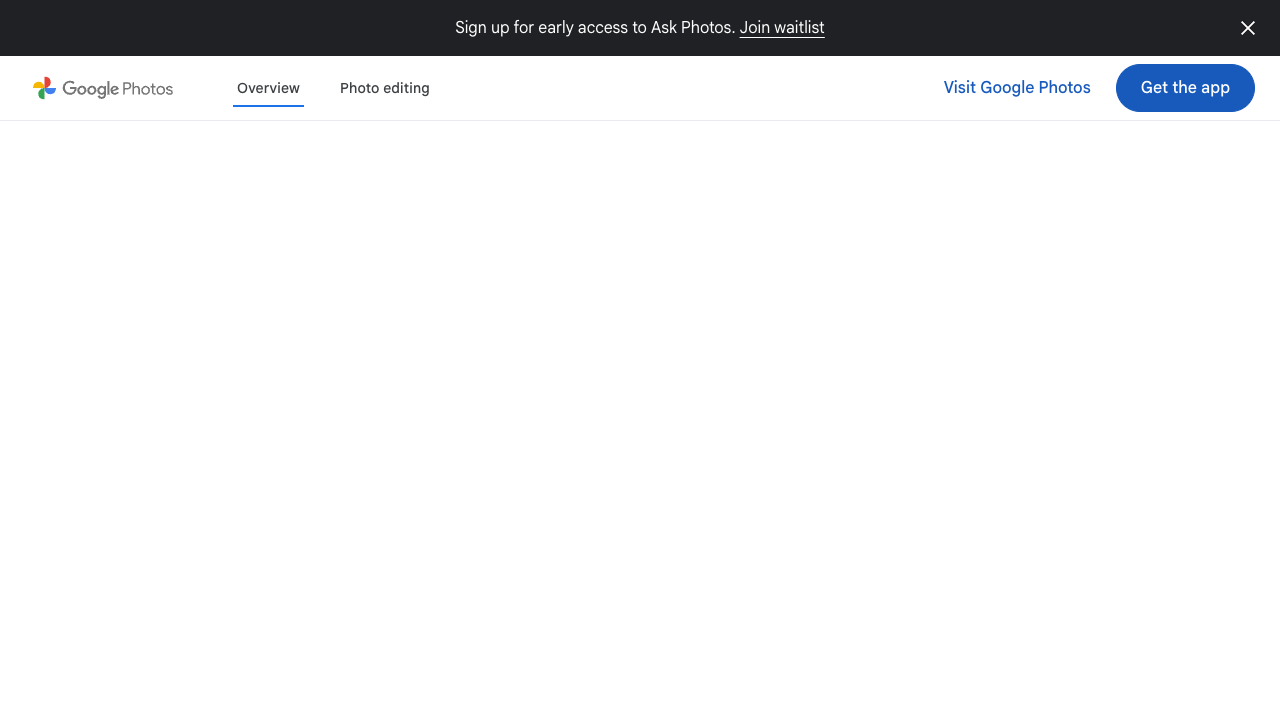 Sign up for early access to Ask Photos. Join waitlist
Google Photos
Overview
Photo editing
Visit Google Photos
Get the app